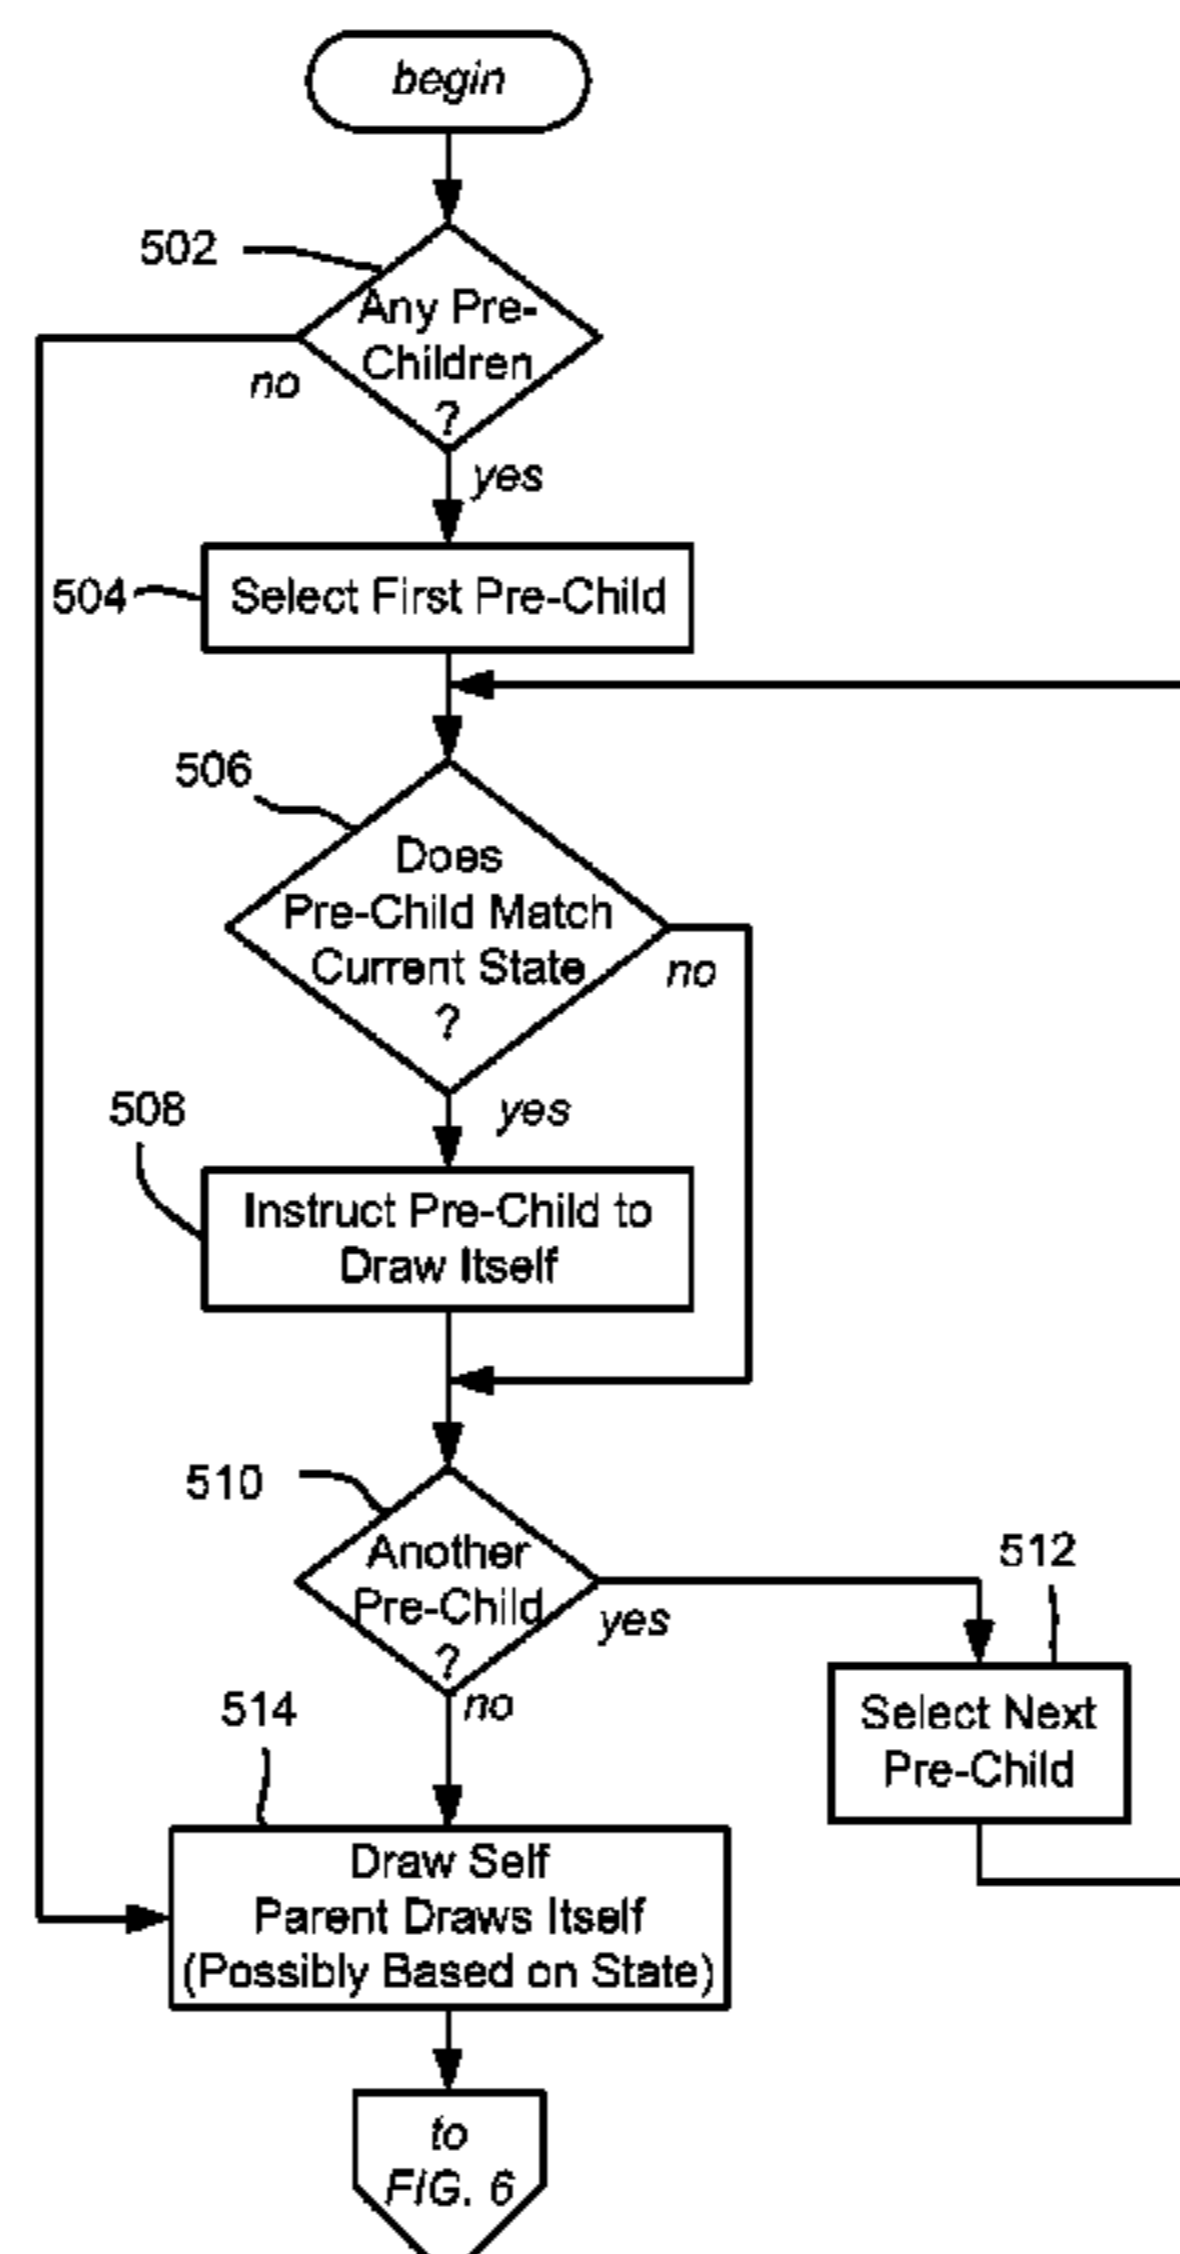 begin
502
Any Pre-
Children
?
no
yes
504
Select First Pre-Child
506
Does
Pre-Child Match
Current State
?
no
yes
508
Instruct Pre-Child to
Draw Itself
510
Another
Pre-Child
?
yes
no
512
Select Next
Pre-Child
514
Draw Self
Parent Draws Itself
(Possibly Based on State)
to
FIG. 6